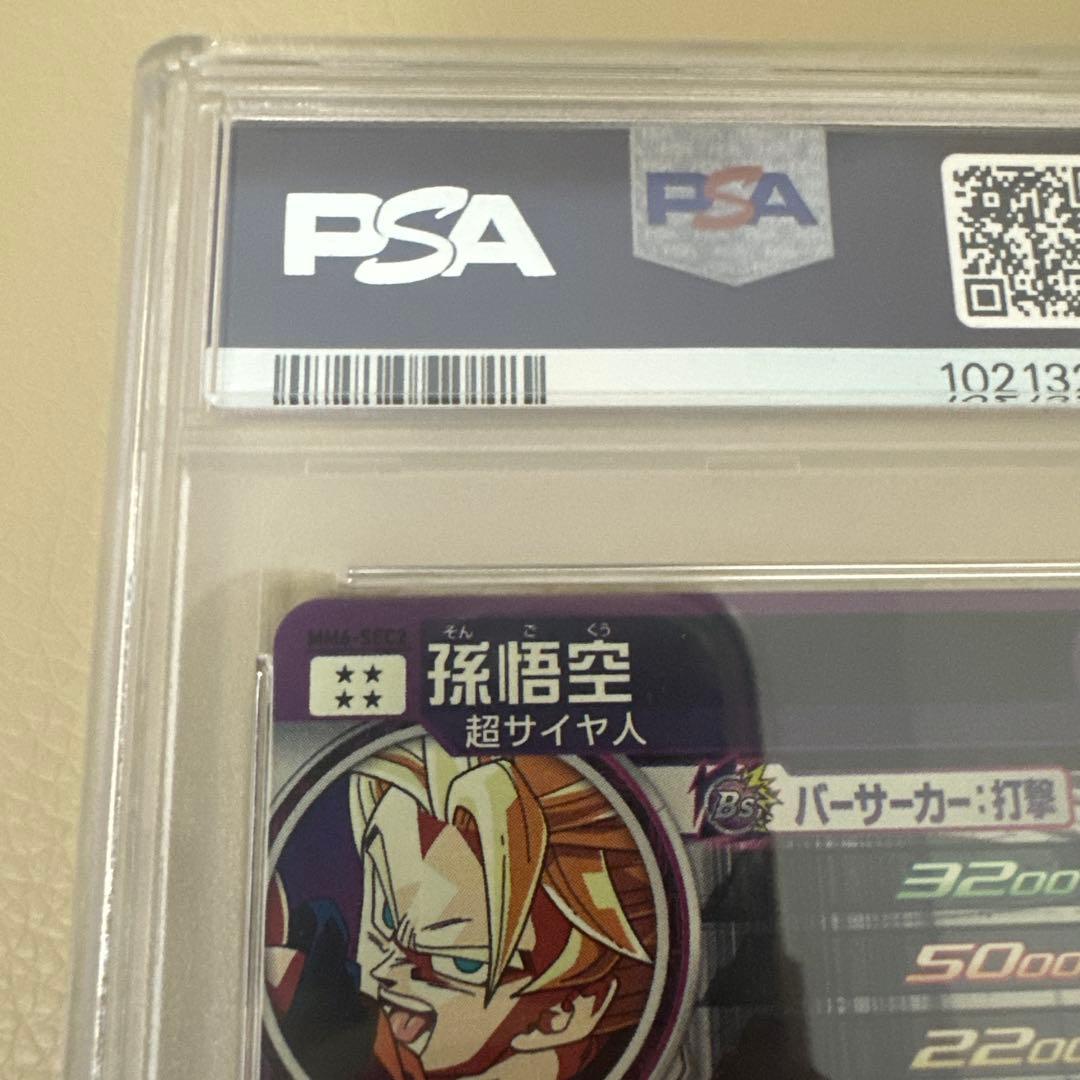 PSA
PSA
102132
MM6-SEC2
そん ご くう
孫悟空
超サイヤ人
Bs バーサーカー:打撃
3200
5000
2200